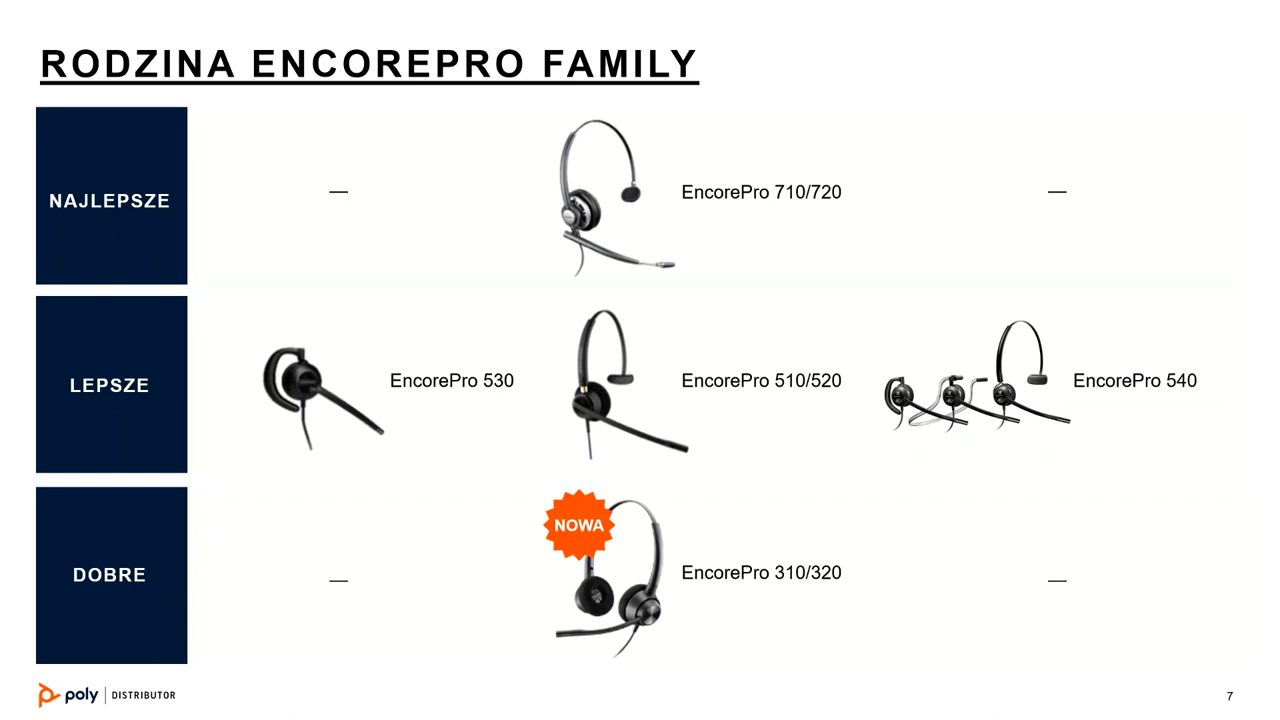 RODZINA ENCOREPRO FAMILY
NAJLEPSZE
—
EncorePro 710/720
—
LEPSZE
EncorePro 530
EncorePro 510/520
EncorePro 540
NOWA
DOBRE
—
EncorePro 310/320
—
poly | DISTRIBUTOR
7